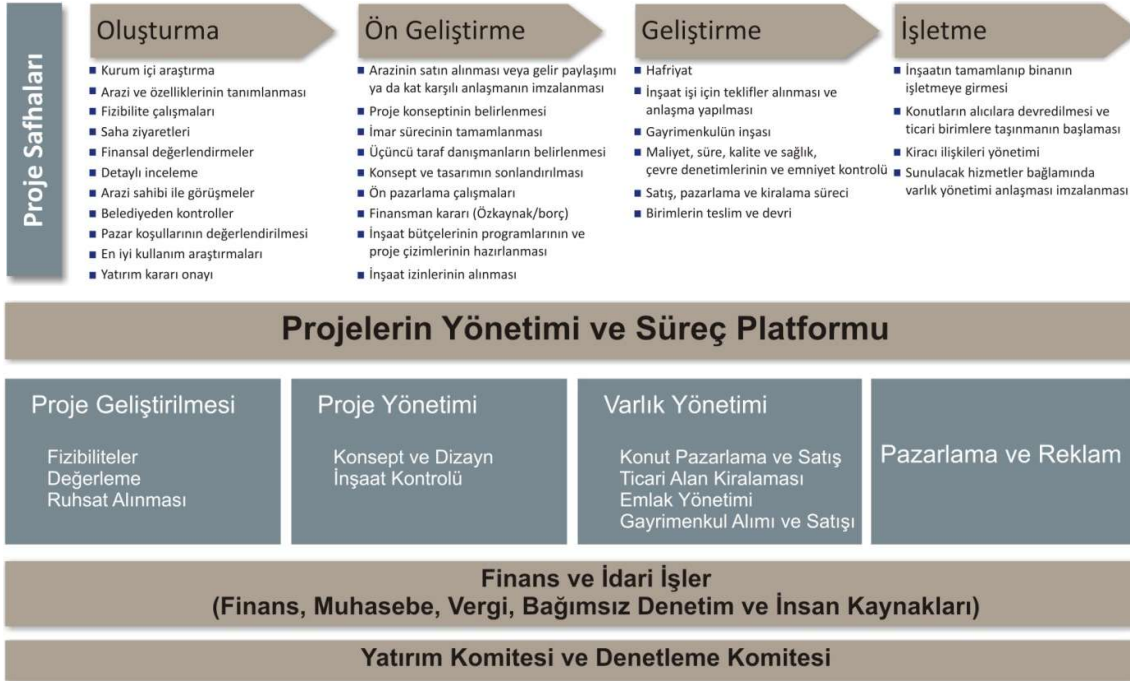 Proje Safhaları
Oluşturma
Kurum içi araştırma
Arazi ve özelliklerinin tanımlanması
Fizibilite çalışmaları
Saha ziyaretleri
Finansal değerlendirmeler
Detaylı inceleme
Arazi sahibi ile görüşmeler
Belediyeden kontroller
Pazar koşullarının değerlendirilmesi
En iyi kullanım araştırmaları
Yatırım kararı onayı
Ön Geliştirme
Arazinin satın alınması veya gelir paylaşımı
ya da kat karşılı anlaşmanın imzalanması
Proje konseptinin belirlenmesi
İmar sürecinin tamamlanması
Üçüncü taraf danışmanların belirlenmesi
Konsept ve tasarımın sonlandırılması
Ön pazarlama çalışmaları
Finansman kararı (Özkaynak/borç)
İnşaat bütçelerinin programlarının ve
proje çizimlerinin hazırlanması
İnşaat izinlerinin alınması
Geliştirme
Hafriyat
İnşaat işi için teklifler alınması ve
anlaşma yapılması
Gayrimenkulün inşası
Maliyet, süre, kalite ve sağlık,
çevre denetimlerinin ve emniyet kontrolü
Satış, pazarlama ve kiralama süreci
Birimlerin teslim ve devri
İşletme
İnşaatın tamamlanıp binanın
işletmeye girmesi
Konutların alıcılara devredilmesi ve
ticari birimlere taşınmanın başlaması
Kiracı ilişkileri yönetimi
Sunulacak hizmetler bağlamında
varlık yönetimi anlaşması imzalanması
Projelerin Yönetimi ve Süreç Platformu
Proje Geliştirilmesi
Fizibiliteler
Değerleme
Ruhsat Alınması
Proje Yönetimi
Konsept ve Dizayn
İnşaat Kontrolü
Varlık Yönetimi
Konut Pazarlama ve Satış
Ticari Alan Kiralaması
Emlak Yönetimi
Gayrimenkul Alımı ve Satışı
Pazarlama ve Reklam
Finans ve İdari İşler
(Finans, Muhasebe, Vergi, Bağımsız Denetim ve İnsan Kaynakları)
Yatırım Komitesi ve Denetleme Komitesi